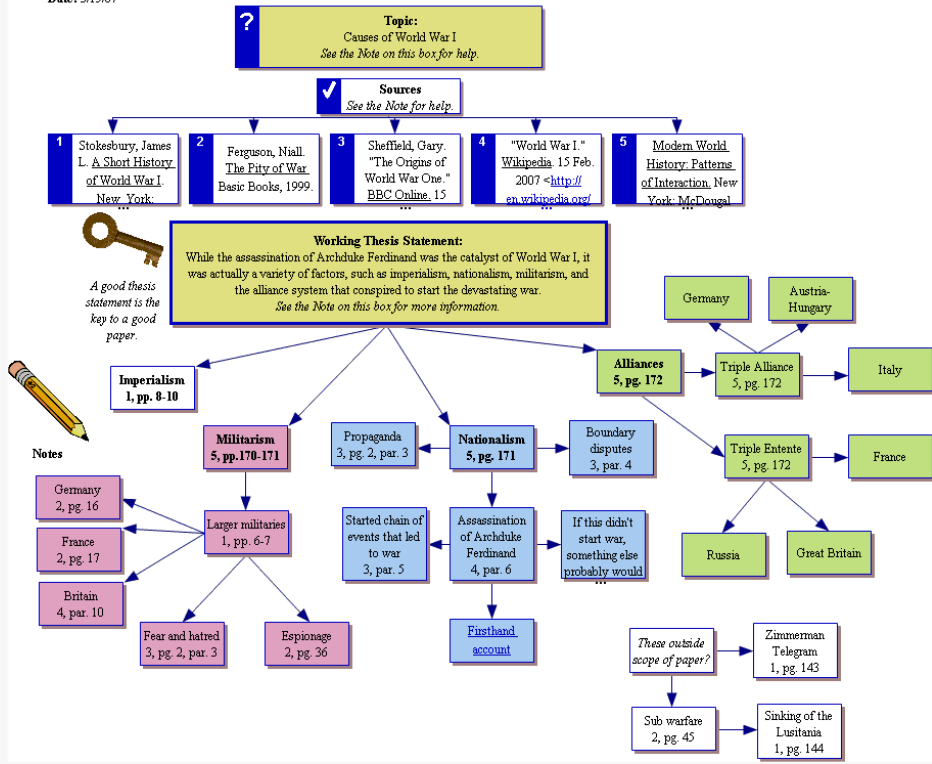 ?
Topic:
Causes of World War I
See the Note on this box for help.
Sources
See the Note for help.
1
Stokesbury, James
L. A Short History
of World War I.
New York:
...
2
Ferguson, Niall.
The Pity of War
Basic Books, 1999.
3
Sheffield, Gary.
"The Origins of
World War One."
BBC Online. 15
...
4
"World War I."
Wikipedia. 15 Feb.
2007 <http://
en.wikipedia.org/
5
Modern World
History: Patterns
of Interaction. New
York: McDougal
...
A good thesis
statement is the
key to a good
paper.
Working Thesis Statement:
While the assassination of Archduke Ferdinand was the catalyst of World War I, it
was actually a variety of factors, such as imperialism, nationalism, militarism, and
the alliance system that conspired to start the devastating war.
See the Note on this box for more information.
Germany
Austria-
Hungary
Alliances
5, pg. 172
Triple Alliance
5, pg. 172
Italy
Imperialism
1, pp. 8-10
Notes
Militarism
5, pp.170-171
Propaganda
3, pg. 2, par. 3
Nationalism
5, pg. 171
Boundary
disputes
3, par. 4
Triple Entente
5, pg. 172
France
Germany
2, pg. 16
France
2, pg. 17
Britain
4, par. 10
Larger militaries
1, pp. 6-7
Started chain of
events that led
to war
3, par. 5
Assassination
of Archduke
Ferdinand
4, par. 6
If this didn't
start war,
something else
probably would
...
Russia
Great Britain
Fear and hatred
3, pg. 2, par. 3
Espionage
2, pg. 36
Firsthand
account
These outside
scope of paper?
Zimmerman
Telegram
1, pg. 143
Sub warfare
2, pg. 45
Sinking of the
Lusitania
1, pg. 144